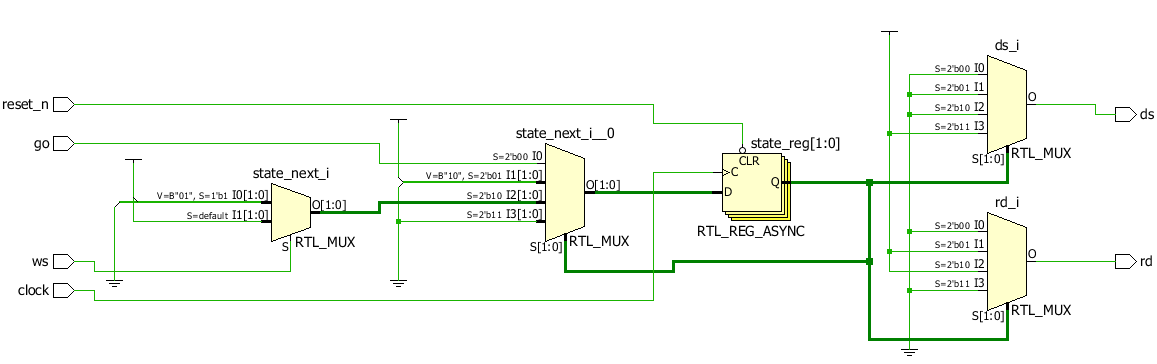 reset_n
go
ws
clock
state_next_i
V=B"01", S=1'b1 I0[1:0]
S=default I1[1:0]
O[1:0]
S
RTL_MUX
state_next_i__0
S=2'b00 I0
V=B"10", S=2'b01 I1[1:0]
S=2'b10 I2[1:0]
S=2'b11 I3[1:0]
O[1:0]
S[1:0]
RTL_MUX
state_reg[1:0]
CLR
C
D
Q
RTL_REG_ASYNC
ds_i
S=2'b00 I0
S=2'b01 I1
S=2'b10 I2
S=2'b11 I3
O
S[1:0]
RTL_MUX
ds
rd_i
S=2'b00 I0
S=2'b01 I1
S=2'b10 I2
S=2'b11 I3
O
S[1:0]
RTL_MUX
rd